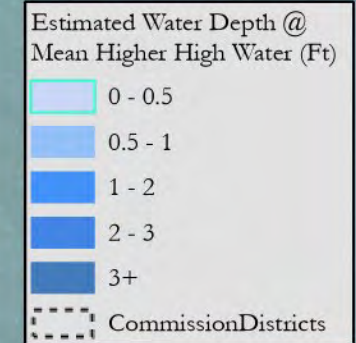 Estimated Water Depth @
Mean Higher High Water (Ft)
0 - 0.5
0.5 - 1
1 - 2
2 - 3
3+
CommissionDistricts